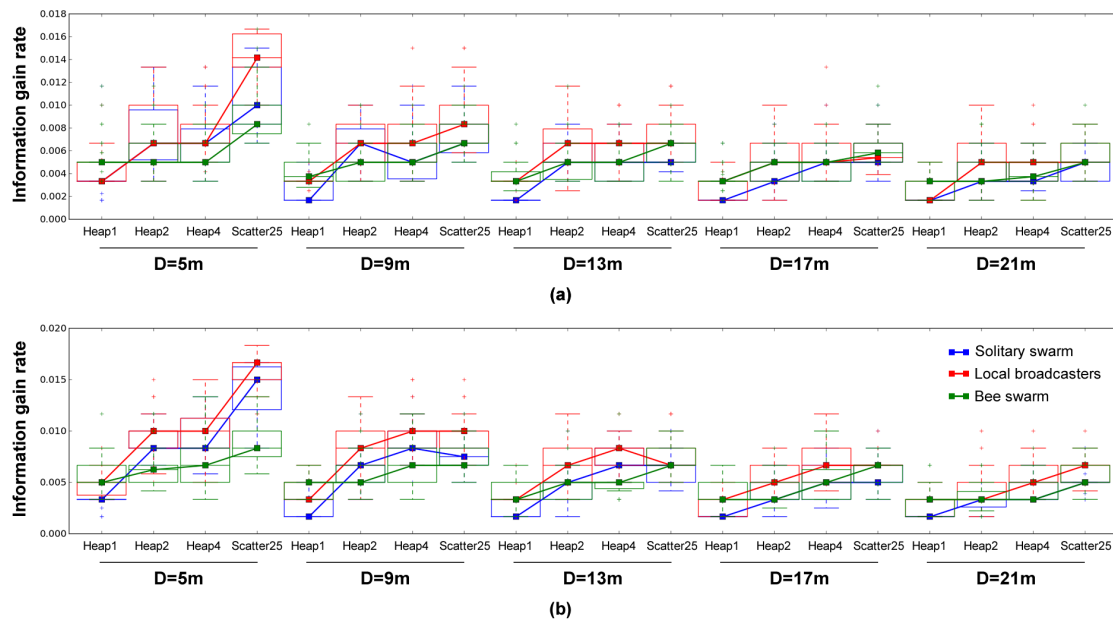 (a)
Information gain rate
0.018
0.016
0.014
0.012
0.010
0.008
0.006
0.004
0.002
0.000
Heap1 Heap2 Heap4 Scatter25 Heap1 Heap2 Heap4 Scatter25 Heap1 Heap2 Heap4 Scatter25 Heap1 Heap2 Heap4 Scatter25 Heap1 Heap2 Heap4 Scatter25
D=5m D=9m D=13m D=17m D=21m
(a)
Information gain rate
0.020
0.015
0.010
0.005
0.000
Solitary swarm
Local broadcasters
Bee swarm
Heap1 Heap2 Heap4 Scatter25 Heap1 Heap2 Heap4 Scatter25 Heap1 Heap2 Heap4 Scatter25 Heap1 Heap2 Heap4 Scatter25 Heap1 Heap2 Heap4 Scatter25
D=5m D=9m D=13m D=17m D=21m
(b)